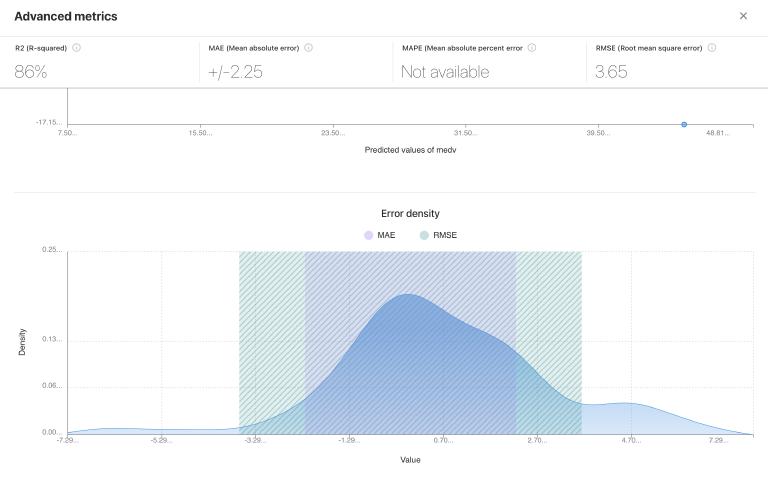 Advanced metrics
R2 (R-squared)
86%
MAE (Mean absolute error)
+/-2.25
MAPE (Mean absolute percent error
Not available
RMSE (Root mean square error)
3.65
-17.15...
7.50... 15.50... 23.50... 31.50... 39.50... 48.81...
Predicted values of medv
Error density
MAE RMSE
0.25...
0.13...
0.06...
0.00...
Density
-7.29... -5.29... -3.29... -1.29... 0.70... 2.70... 4.70... 7.29...
Value